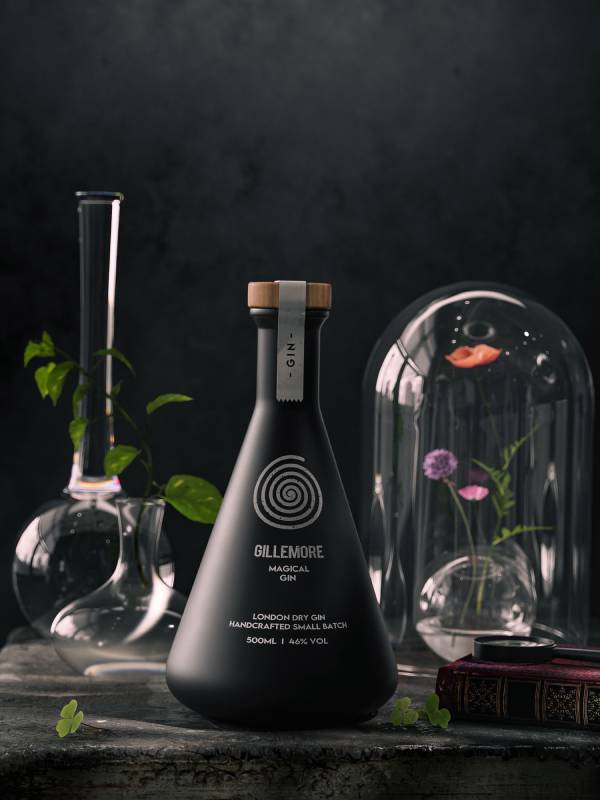 - GIN -
GILLEMORE
MAGICAL
GIN
LONDON DRY GIN
HANDCRAFTED SMALL BATCH
500ML | 46% VOL